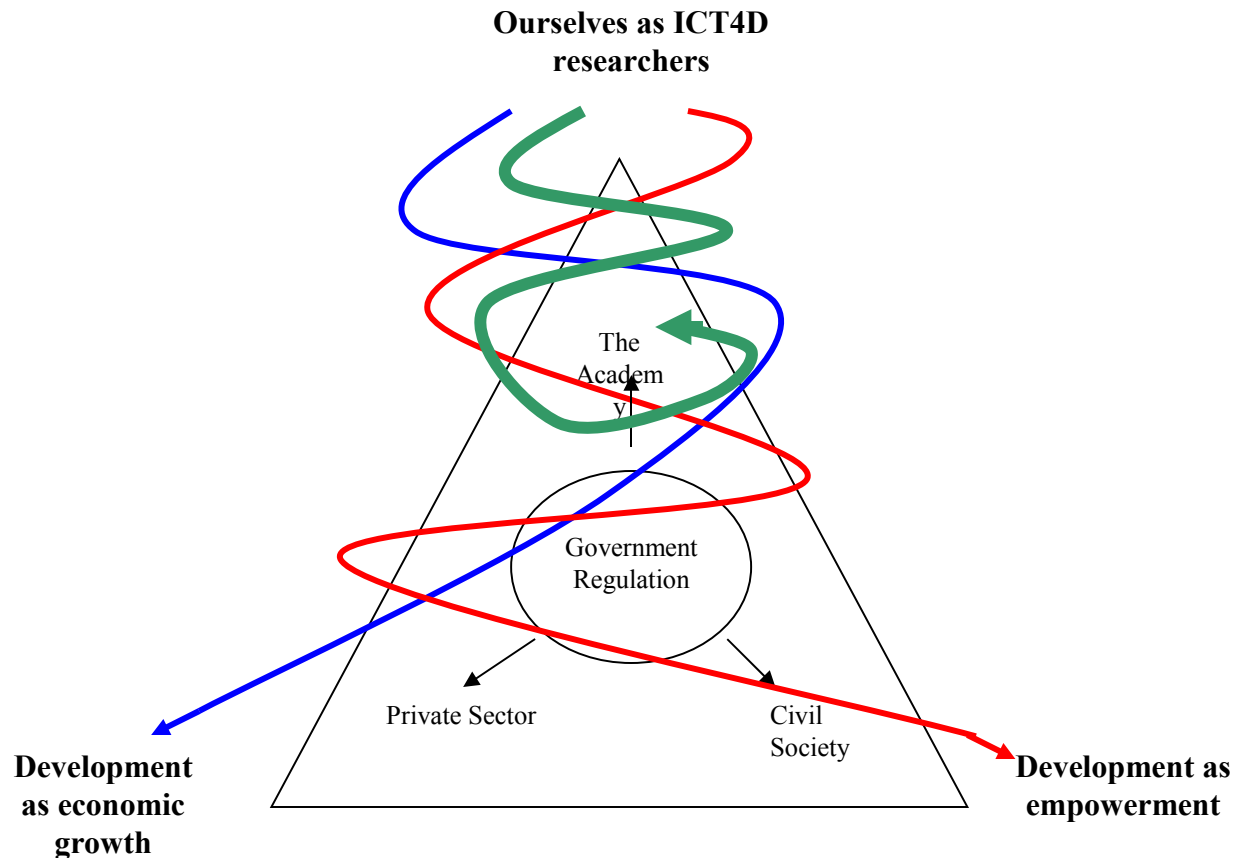 Ourselves as ICT4D
researchers
The
Academ
y
Government
Regulation
Private Sector
Civil
Society
Development
as economic
growth
Development as
empowerment